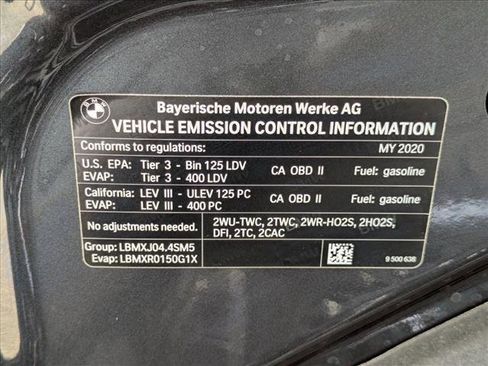 BMW
Bayerische Motoren Werke AG
VEHICLE EMISSION CONTROL INFORMATION
Conforms to regulations: MY 2020
U.S. EPA: Tier 3 - Bin 125 LDV CA OBD II Fuel: gasoline
EVAP: Tier 3 - 400 LDV
California: LEV III - ULEV 125 PC CA OBD II Fuel: gasoline
EVAP: LEV III - 400 PC
No adjustments needed. 2WU-TWC, 2TWC, 2WR-HO2S, 2HO2S,
DFI, 2TC, 2CAC
Group: LBMXJ04.4SM5
Evap: LBMXR0150G1X
9 500 638